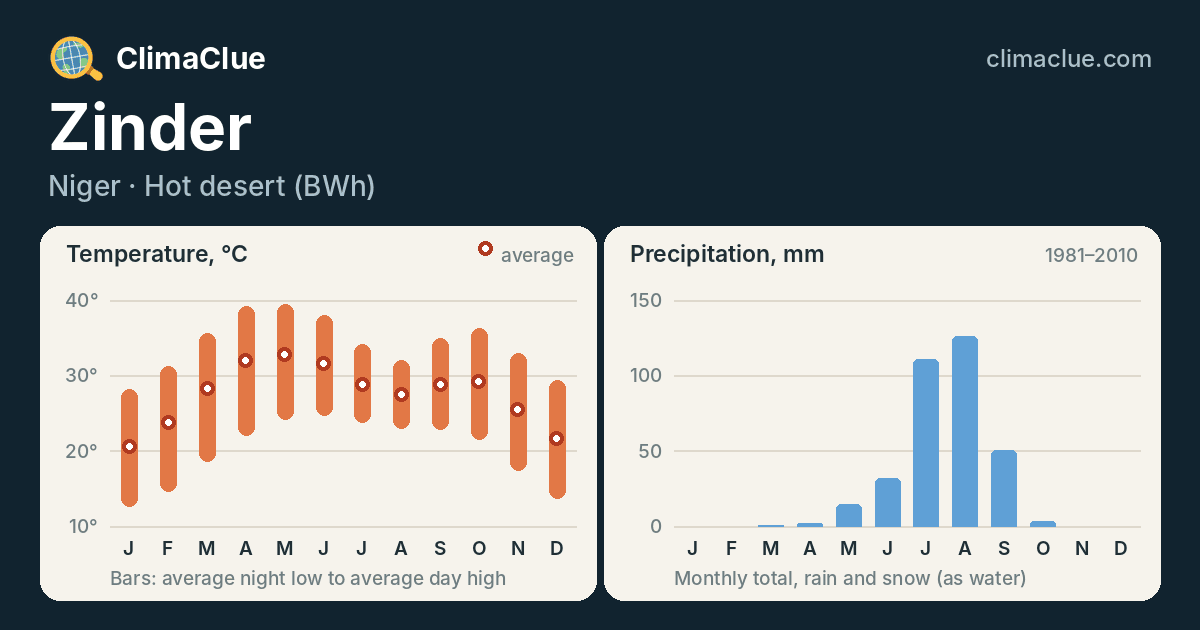 ClimaClue
climaclue.com
Zinder
Niger · Hot desert (BWh)
Temperature, °C
average
40°
30°
20°
10°
J F M A M J J A S O N D
Bars: average night low to average day high
Precipitation, mm
1981–2010
150
100
50
0
J F M A M J J A S O N D
Monthly total, rain and snow (as water)